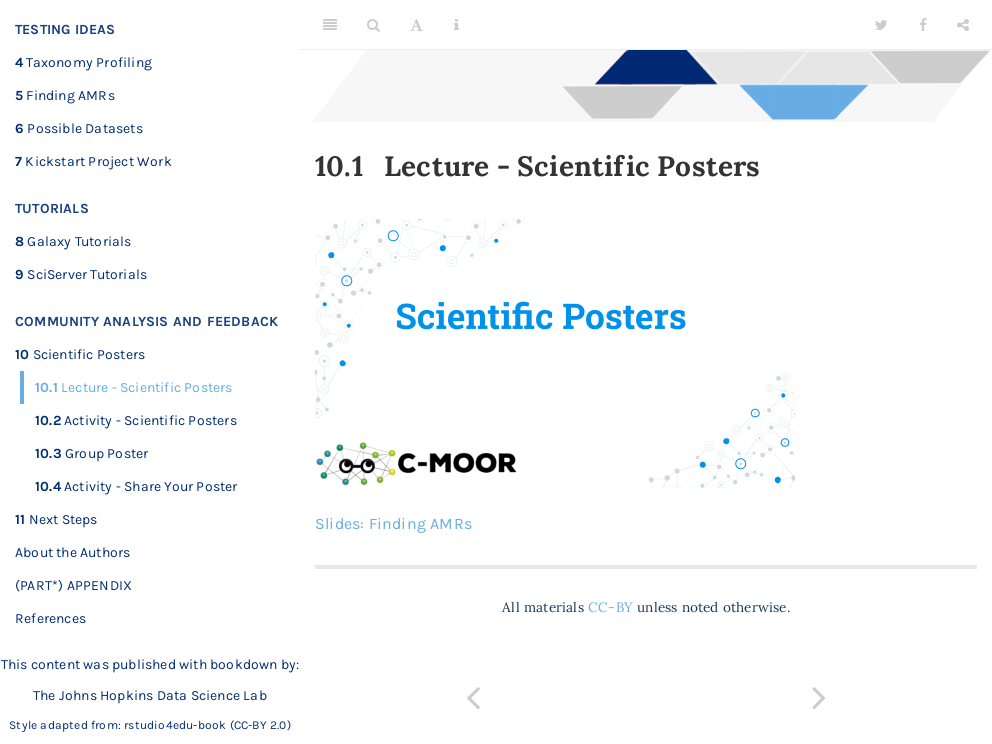 TESTING IDEAS
4 Taxonomy Profiling
5 Finding AMRs
6 Possible Datasets
7 Kickstart Project Work
TUTORIALS
8 Galaxy Tutorials
9 SciServer Tutorials
COMMUNITY ANALYSIS AND FEEDBACK
10 Scientific Posters
10.1 Lecture - Scientific Posters
10.2 Activity - Scientific Posters
10.3 Group Poster
10.4 Activity - Share Your Poster
11 Next Steps
About the Authors
(PART*) APPENDIX
References
This content was published with bookdown by:
The Johns Hopkins Data Science Lab
Style adapted from: rstudio4edu-book (CC-BY 2.0)
10.1 Lecture - Scientific Posters
Scientific Posters
C-MOOR
Slides: Finding AMRs
All materials CC-BY unless noted otherwise.